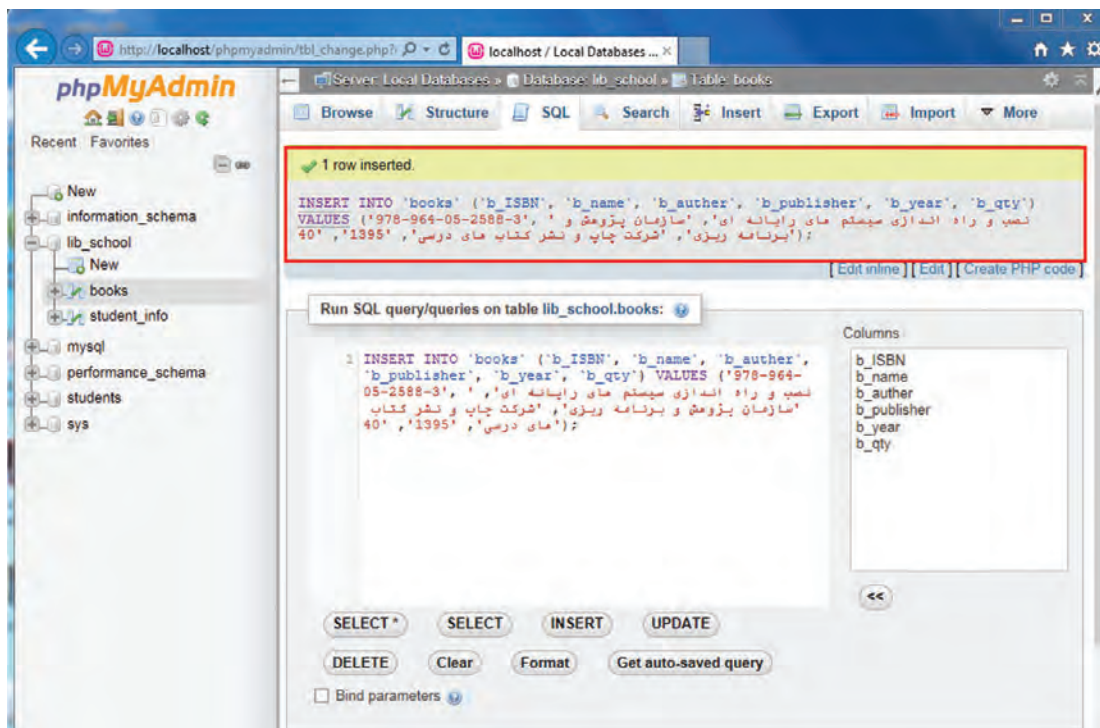 http://localhost/phpmyadmin/tbl_change.php?
localhost / Local Databases ...
phpMyAdmin
Recent Favorites
New
information_schema
lib_school
New
books
student_info
mysql
performance_schema
students
sys
Server: Local Databases » Database: lib_school » Table: books
Browse Structure SQL Search Insert Export Import More
1 row inserted.
INSERT INTO `books` (`b_ISBN`, `b_name`, `b_auther`, `b_publisher`, `b_year`, `b_qty`)
VALUES ('978-964-05-2588-3', 'نصب و راه اندازی سیستم های رایانه ای', 'سازمان پژوهش و
برنامه ریزی', 'شرکت چاپ و نشر کتاب های درسی', '1395', '40');
[ Edit inline ] [ Edit ] [ Create PHP code ]
Run SQL query/queries on table lib_school.books:
1 INSERT INTO `books` (`b_ISBN`, `b_name`, `b_auther`,
`b_publisher`, `b_year`, `b_qty`) VALUES ('978-964-
05-2588-3', 'نصب و راه اندازی سیستم های رایانه ای',
'سازمان پژوهش و برنامه ریزی', 'شرکت چاپ و نشر کتاب
های درسی', '1395', '40');
Columns
b_ISBN
b_name
b_auther
b_publisher
b_year
b_qty
<<
SELECT * SELECT INSERT UPDATE
DELETE Clear Format Get auto-saved query
Bind parameters